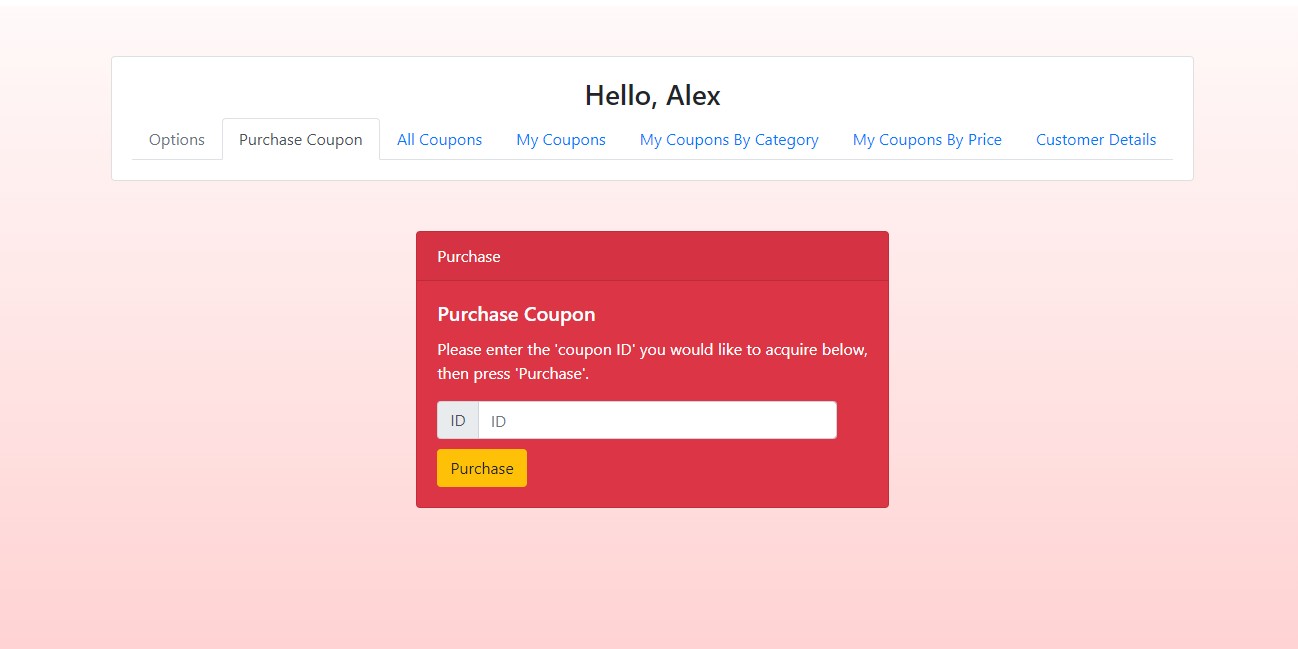 Hello, Alex
Options Purchase Coupon All Coupons My Coupons My Coupons By Category My Coupons By Price Customer Details
Purchase
Purchase Coupon
Please enter the 'coupon ID' you would like to acquire below,
then press 'Purchase'.
ID ID
Purchase